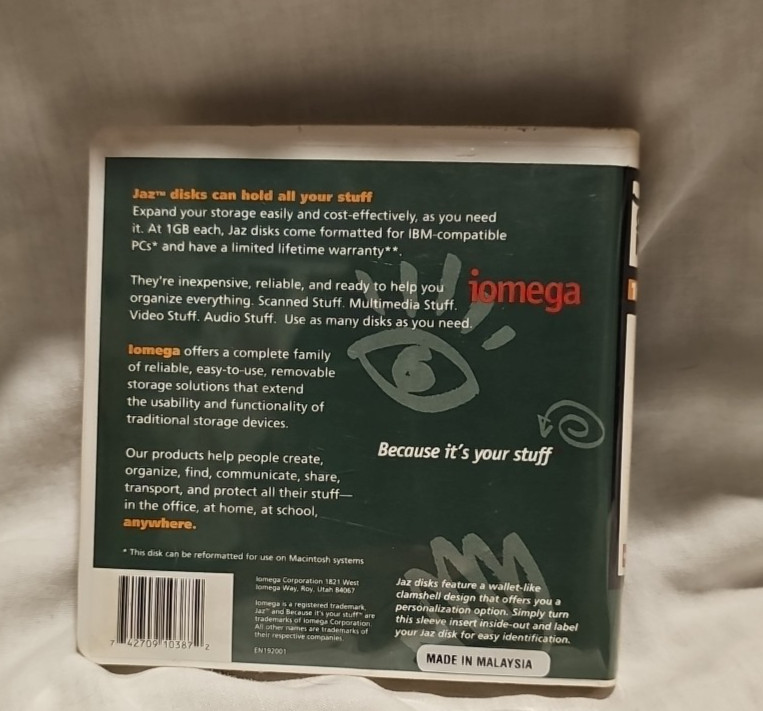 Jaz™ disks can hold all your stuff
Expand your storage easily and cost-effectively, as you need
it. At 1GB each, Jaz disks come formatted for IBM-compatible
PCs* and have a limited lifetime warranty**.
They're inexpensive, reliable, and ready to help you
organize everything. Scanned Stuff. Multimedia Stuff.
Video Stuff. Audio Stuff. Use as many disks as you need.
iomega
Iomega offers a complete family
of reliable, easy-to-use, removable
storage solutions that extend
the usability and functionality of
traditional storage devices.
Because it's your stuff
Our products help people create,
organize, find, communicate, share,
transport, and protect all their stuff—
in the office, at home, at school,
anywhere.
* This disk can be reformatted for use on Macintosh systems
7 42709 10387 2
Iomega Corporation 1821 West
Iomega Way, Roy, Utah 84067
Iomega is a registered trademark,
Jaz™ and Because it's your stuff™ are
trademarks of Iomega Corporation.
All other names are trademarks of
their respective companies.
EN192001
Jaz disks feature a wallet-like
clamshell design that offers you a
personalization option. Simply turn
this sleeve insert inside-out and label
your Jaz disk for easy identification.
MADE IN MALAYSIA